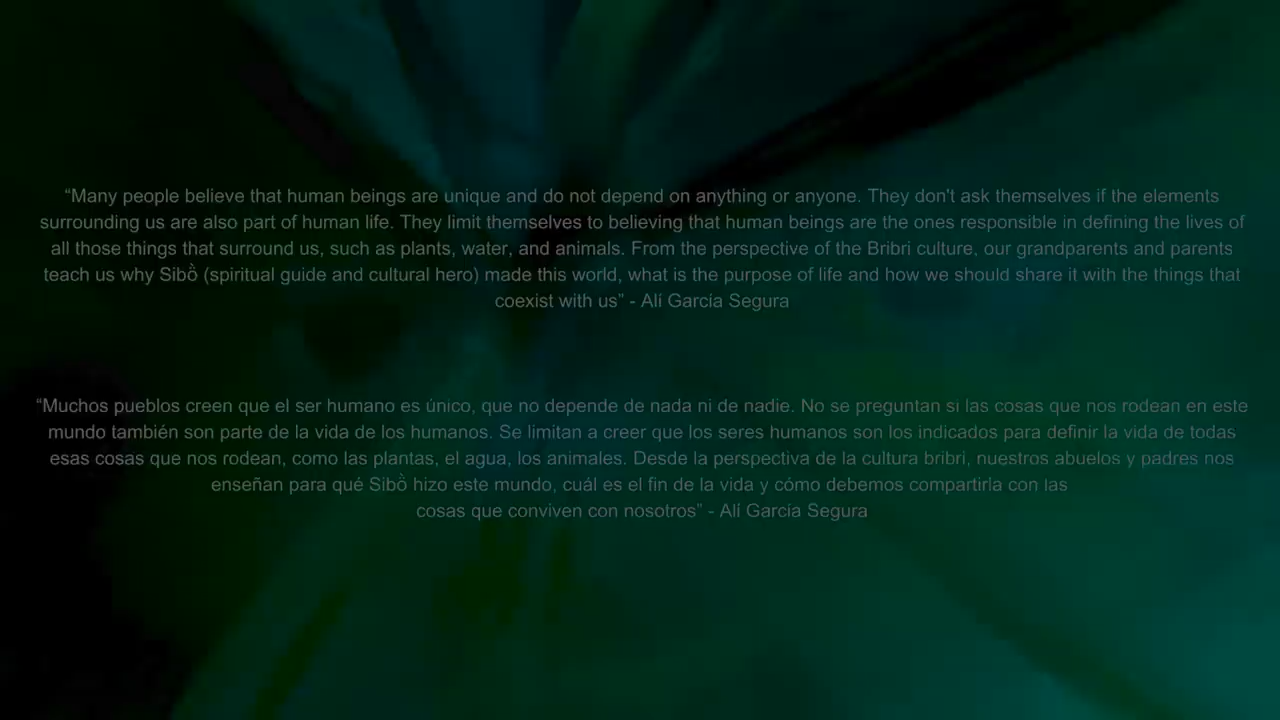 “Many people believe that human beings are unique and do not depend on anything or anyone. They don't ask themselves if the elements
surrounding us are also part of human life. They limit themselves to believing that human beings are the ones responsible in defining the lives of
all those things that surround us, such as plants, water, and animals. From the perspective of the Bribri culture, our grandparents and parents
teach us why Sibö̀ (spiritual guide and cultural hero) made this world, what is the purpose of life and how we should share it with the things that
coexist with us” - Alí García Segura
“Muchos pueblos creen que el ser humano es único, que no depende de nada ni de nadie. No se preguntan si las cosas que nos rodean en este
mundo también son parte de la vida de los humanos. Se limitan a creer que los seres humanos son los indicados para definir la vida de todas
esas cosas que nos rodean, como las plantas, el agua, los animales. Desde la perspectiva de la cultura bribri, nuestros abuelos y padres nos
enseñan para qué Sibö̀ hizo este mundo, cuál es el fin de la vida y cómo debemos compartirla con las
cosas que conviven con nosotros” - Alí García Segura